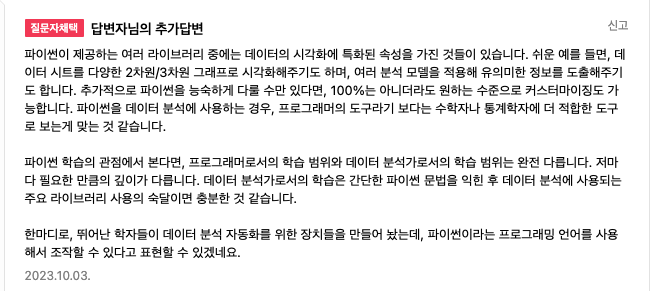 질문자채택 답변자님의 추가답변 신고
파이썬이 제공하는 여러 라이브러리 중에는 데이터의 시각화에 특화된 속성을 가진 것들이 있습니다. 쉬운 예를 들면, 데
이터 시트를 다양한 2차원/3차원 그래프로 시각화해주기도 하며, 여러 분석 모델을 적용해 유의미한 정보를 도출해주기
도 합니다. 추가적으로 파이썬을 능숙하게 다룰 수만 있다면, 100%는 아니더라도 원하는 수준으로 커스터마이징도 가
능합니다. 파이썬을 데이터 분석에 사용하는 경우, 프로그래머의 도구라기 보다는 수학자나 통계학자에 더 적합한 도구
로 보는게 맞는 것 같습니다.
파이썬 학습의 관점에서 본다면, 프로그래머로서의 학습 범위와 데이터 분석가로서의 학습 범위는 완전 다릅니다. 저마
다 필요한 만큼의 깊이가 다릅니다. 데이터 분석가로서의 학습은 간단한 파이썬 문법을 익힌 후 데이터 분석에 사용되는
주요 라이브러리 사용의 숙달이면 충분한 것 같습니다.
한마디로, 뛰어난 학자들이 데이터 분석 자동화를 위한 장치들을 만들어 놨는데, 파이썬이라는 프로그래밍 언어를 사용
해서 조작할 수 있다고 표현할 수 있겠네요.
2023.10.03.